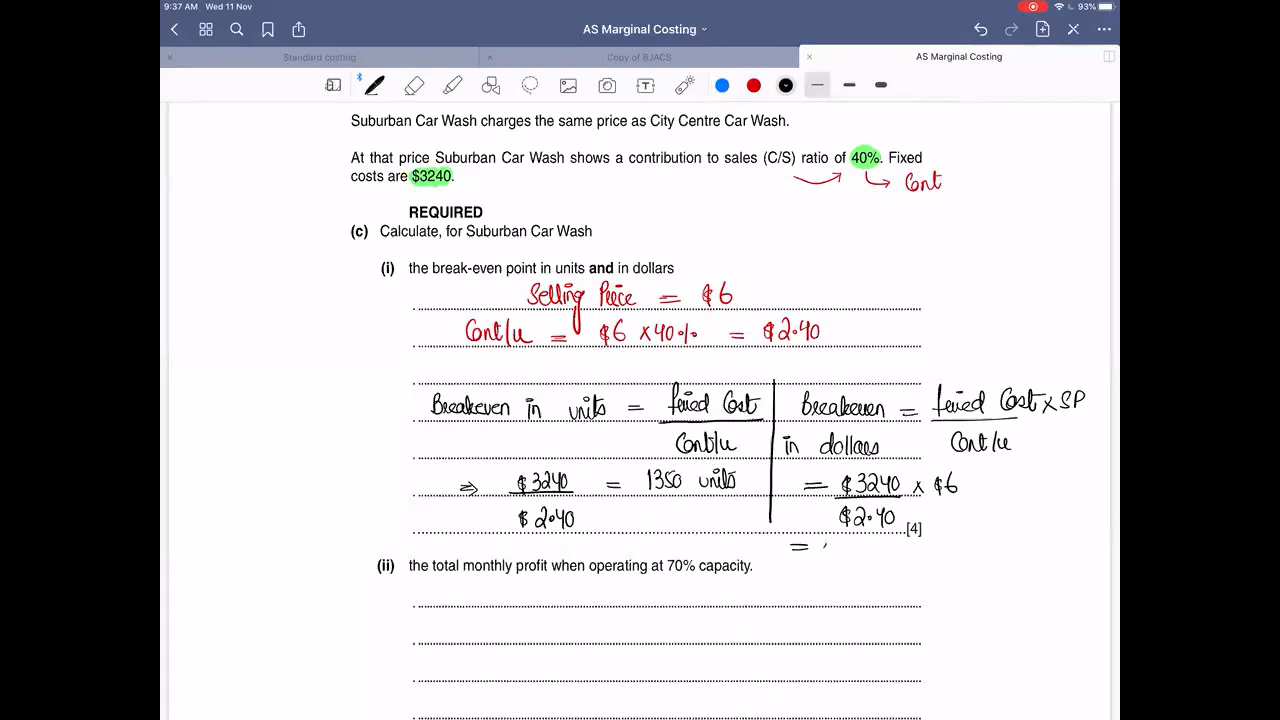 9:37 AM Wed 11 Nov
93%
AS Marginal Costing
Standard costing
Copy of BJACS
AS Marginal Costing
Suburban Car Wash charges the same price as City Centre Car Wash.
At that price Suburban Car Wash shows a contribution to sales (C/S) ratio of 40%. Fixed
costs are $3240.
Cont
REQUIRED
(c) Calculate, for Suburban Car Wash
(i) the break-even point in units and in dollars
Selling Price = $6
Cont/u = $6 × 40% = $2.40
Breakeven in units = Fixed Cost
Cont/u
⇒ $3240 = 1350 units
$2.40
Breakeven = Fixed Cost × SP
in dollars Cont/u
= $3240 × $6
$2.40
[4]
=
(ii) the total monthly profit when operating at 70% capacity.